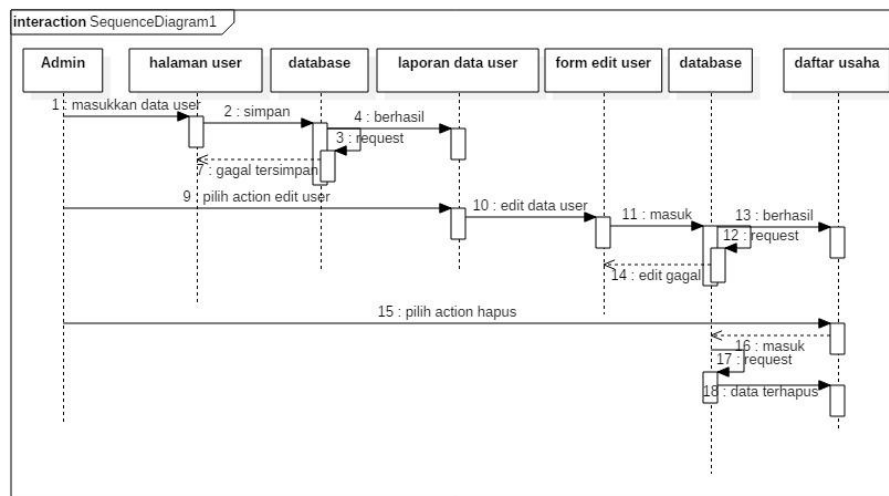 interaction SequenceDiagram1
Admin
halaman user
database
laporan data user
form edit user
database
daftar usaha
1 : masukkan data user
2 : simpan
4 : berhasil
3 : request
7 : gagal tersimpan
9 : pilih action edit user
10 : edit data user
11 : masuk
13 : berhasil
12 : request
14 : edit gagal
15 : pilih action hapus
16 : masuk
17 : request
18 : data terhapus